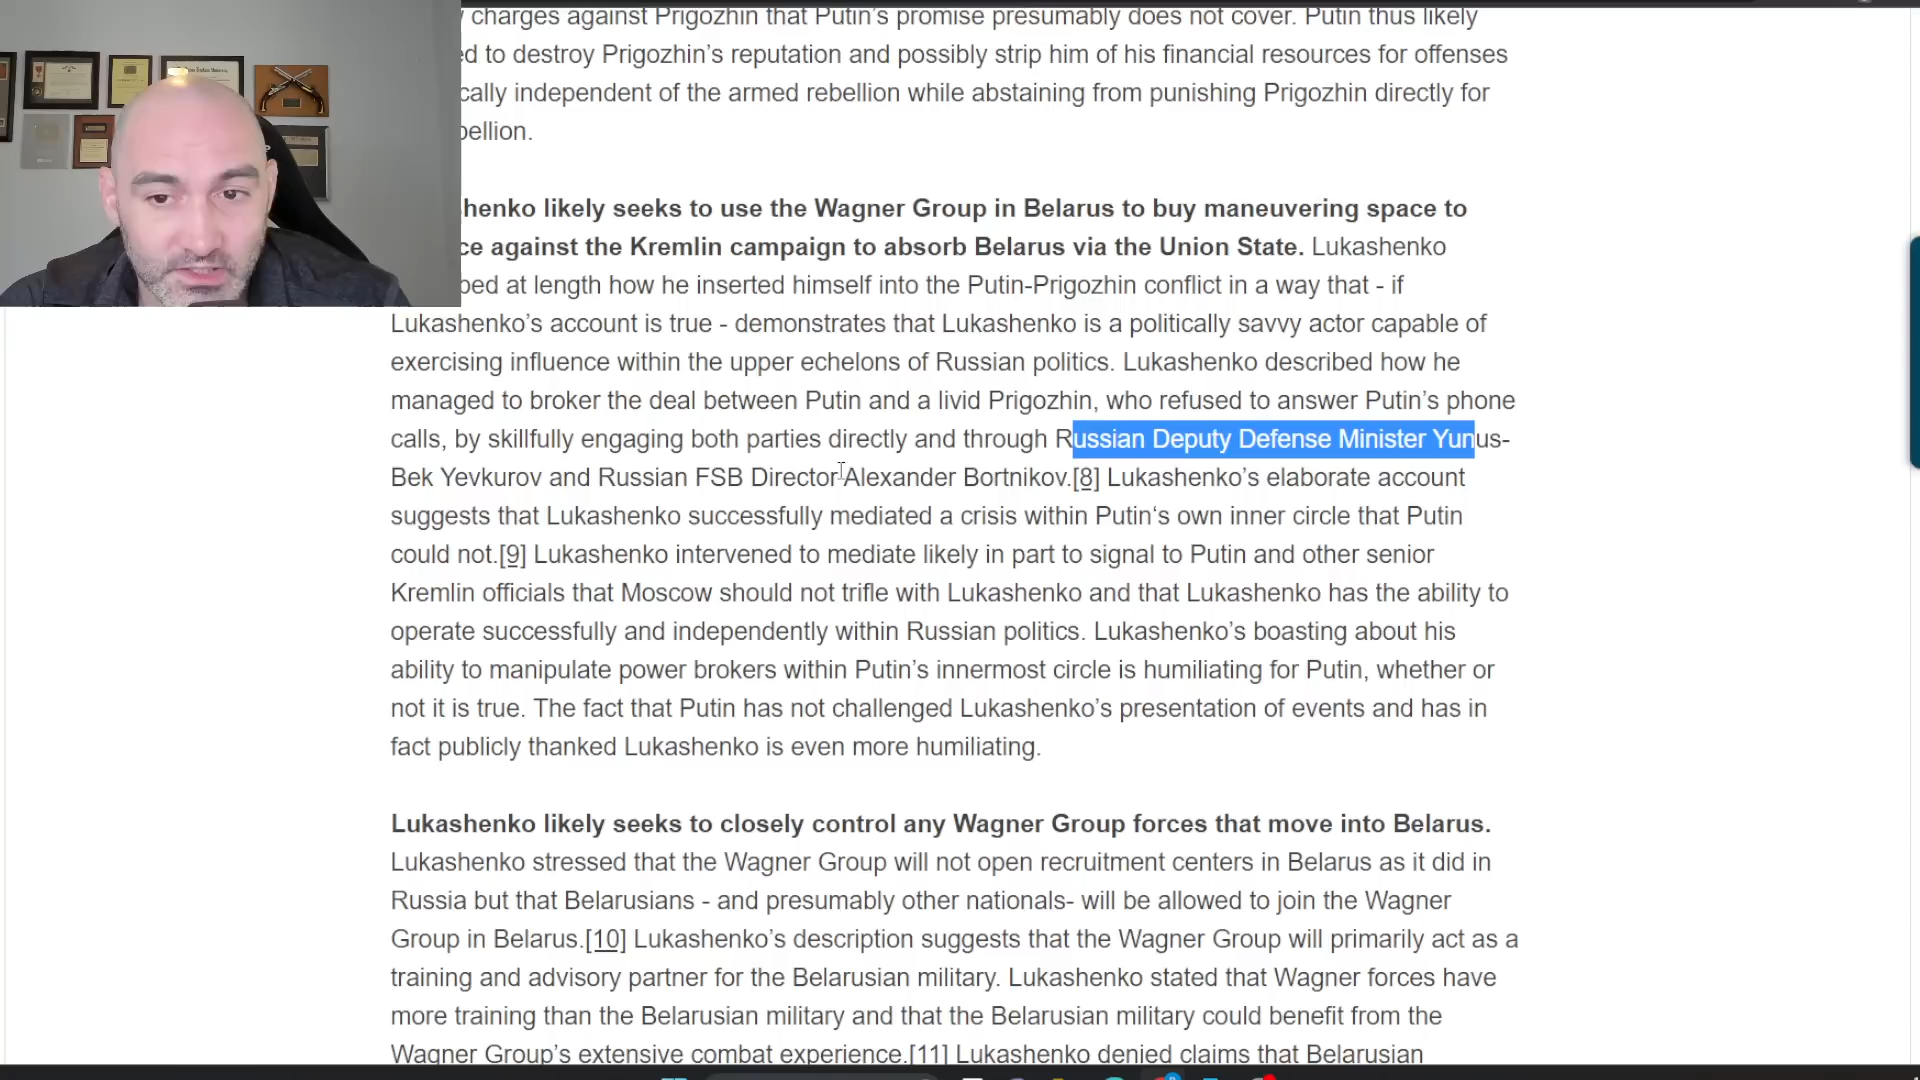 charges against Prigozhin that Putin’s promise presumably does not cover. Putin thus likely
ed to destroy Prigozhin’s reputation and possibly strip him of his financial resources for offenses
cally independent of the armed rebellion while abstaining from punishing Prigozhin directly for
bellion.
henko likely seeks to use the Wagner Group in Belarus to buy maneuvering space to
ce against the Kremlin campaign to absorb Belarus via the Union State. Lukashenko
bed at length how he inserted himself into the Putin-Prigozhin conflict in a way that - if
Lukashenko’s account is true - demonstrates that Lukashenko is a politically savvy actor capable of
exercising influence within the upper echelons of Russian politics. Lukashenko described how he
managed to broker the deal between Putin and a livid Prigozhin, who refused to answer Putin’s phone
calls, by skillfully engaging both parties directly and through Russian Deputy Defense Minister Yunus-
Bek Yevkurov and Russian FSB Director Alexander Bortnikov.[8] Lukashenko’s elaborate account
suggests that Lukashenko successfully mediated a crisis within Putin‘s own inner circle that Putin
could not.[9] Lukashenko intervened to mediate likely in part to signal to Putin and other senior
Kremlin officials that Moscow should not trifle with Lukashenko and that Lukashenko has the ability to
operate successfully and independently within Russian politics. Lukashenko’s boasting about his
ability to manipulate power brokers within Putin’s innermost circle is humiliating for Putin, whether or
not it is true. The fact that Putin has not challenged Lukashenko’s presentation of events and has in
fact publicly thanked Lukashenko is even more humiliating.
Lukashenko likely seeks to closely control any Wagner Group forces that move into Belarus.
Lukashenko stressed that the Wagner Group will not open recruitment centers in Belarus as it did in
Russia but that Belarusians - and presumably other nationals- will be allowed to join the Wagner
Group in Belarus.[10] Lukashenko’s description suggests that the Wagner Group will primarily act as a
training and advisory partner for the Belarusian military. Lukashenko stated that Wagner forces have
more training than the Belarusian military and that the Belarusian military could benefit from the
Wagner Group’s extensive combat experience.[11] Lukashenko denied claims that Belarusian